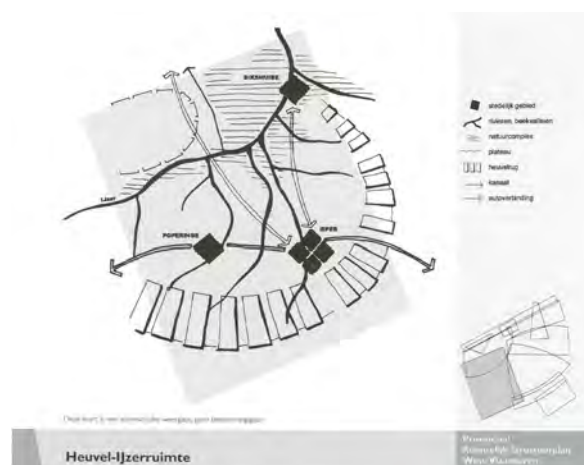 DIKSMUIDE
IJzer
POPERINGE
IEPER
stedelijk gebied
rivieren, beekvalleien
natuurcomplex
plateau
heuvelrug
kanaal
autoverbinding
Heuvel-IJzerruimte
Provinciaal
Ruimtelijk Structuurplan
West-Vlaanderen